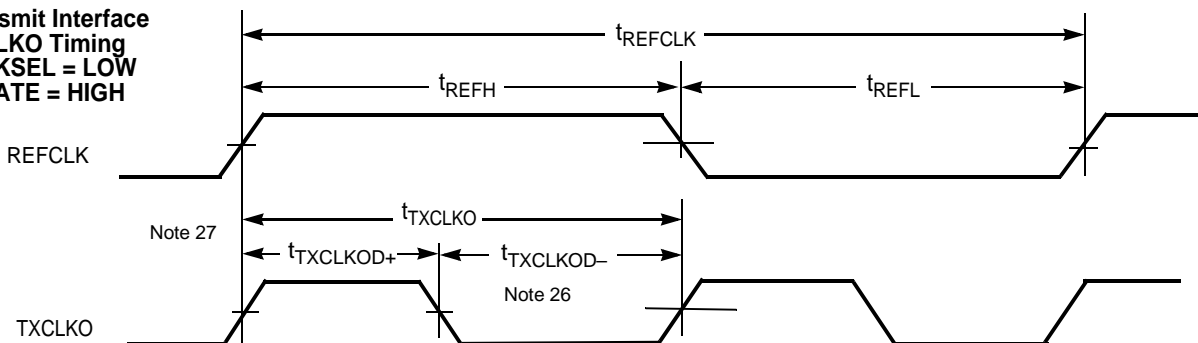 smit Interface
LKO Timing
KSEL = LOW
ATE = HIGH
tREFCLK
tREFH
tREFL
REFCLK
tTXCLKO
Note 27
tTXCLKOD+
tTXCLKOD–
Note 26
TXCLKO